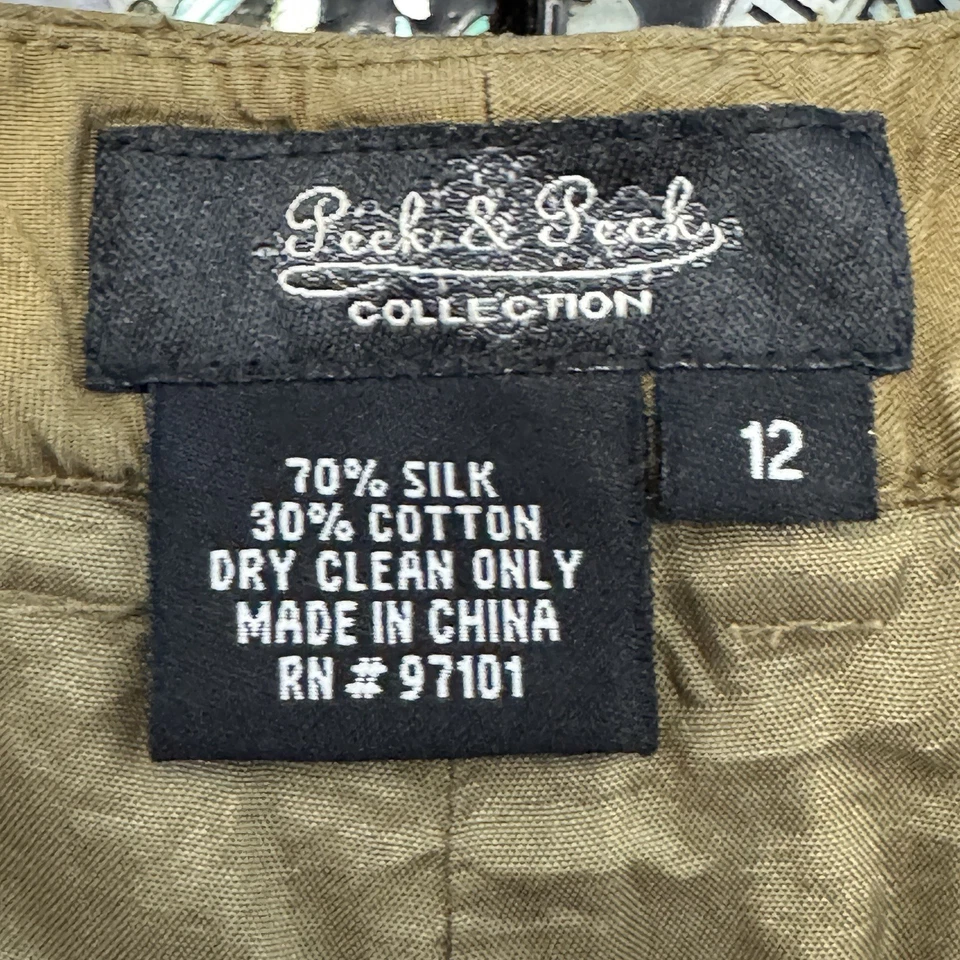 Peck & Peck
COLLECTION
12
70% SILK
30% COTTON
DRY CLEAN ONLY
MADE IN CHINA
RN # 97101